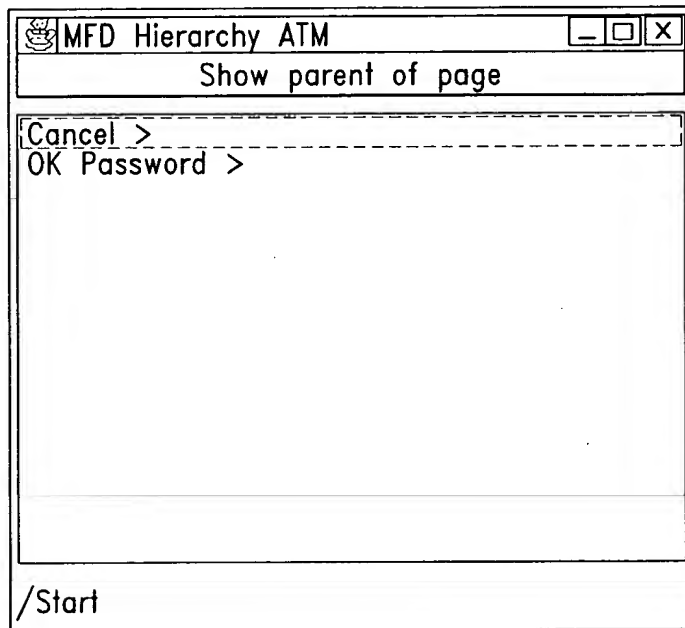 MFD Hierarchy ATM
Show parent of page
Cancel >
OK Password >
/Start